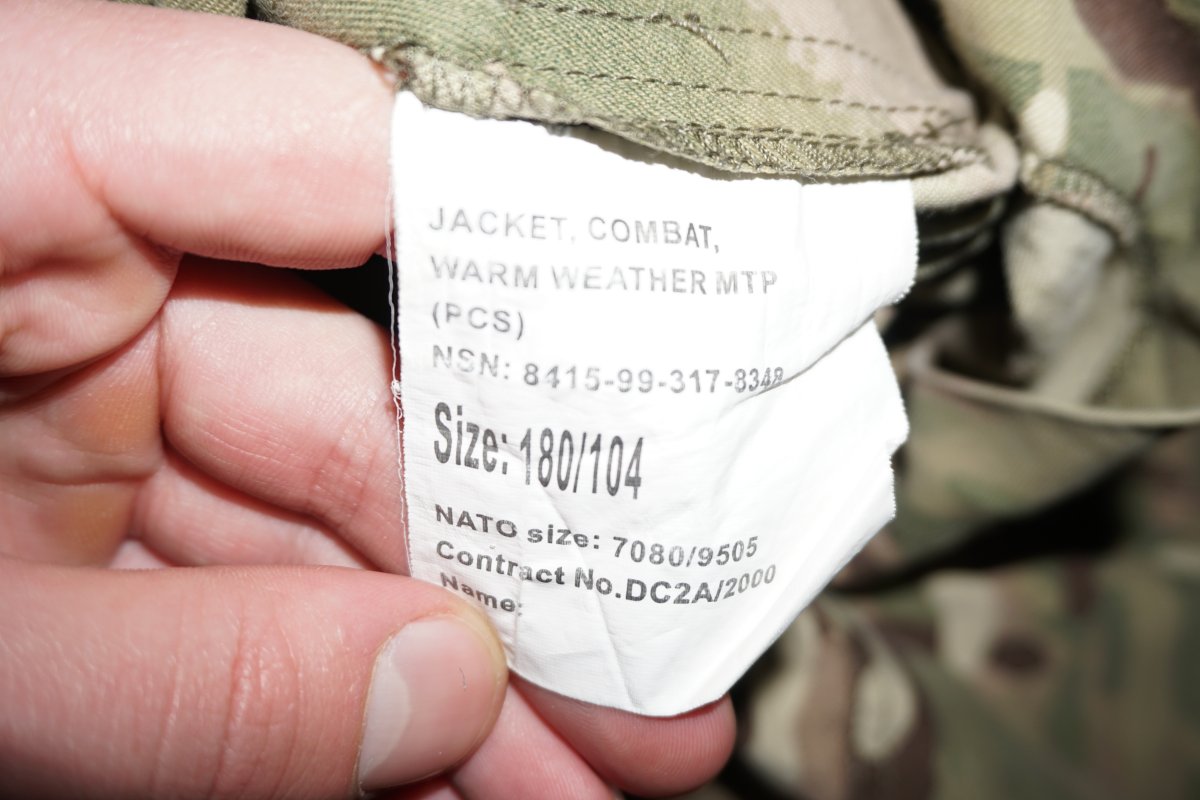 JACKET, COMBAT,
WARM WEATHER MTP
(PCS)
NSN: 8415-99-317-8348
Size: 180/104
NATO size: 7080/9505
Contract No.DC2A/2000
Name: